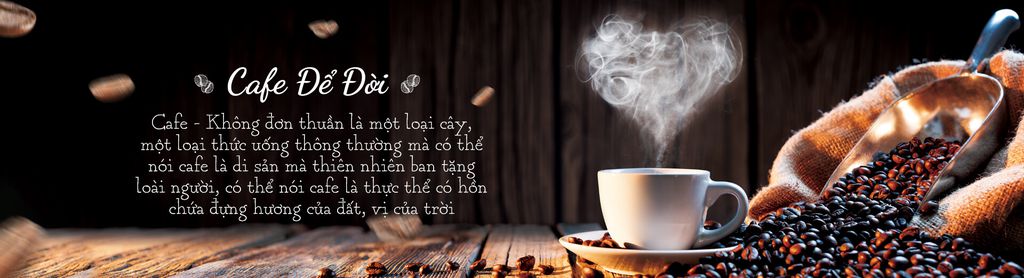 Cafe Để Đời
Cafe - Không đơn thuần là một loại cây,
một loại thức uống thông thường mà có thể
nói cafe là di sản mà thiên nhiên ban tặng
loài người, có thể nói cafe là thực thể có hồn
chứa đựng hương của đất, vị của trời